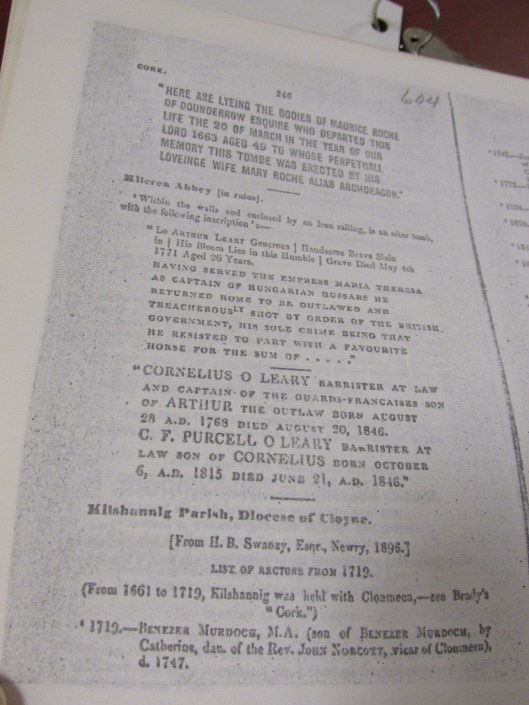 CORK.
246
604
"HERE ARE LYEING THE BODIES OF MAURICE ROCHE
OF DOUNDERROW ESQUIRE WHO DEPARTED THIS
LIFE THE 20 OF MARCH IN THE YEAR OF OUR
LORD 1663 AGED 49 TO WHOSE PERPETUALL
MEMORY THIS TOMBE WAS ERECTED BY HIS
LOVEINGE WIFE MARY ROCHE ALIAS ARCHDEACON."
Kilcrea Abbey [in ruins].
'Within the walls and enclosed by an iron railing, is an altar tomb,
with the following inscription':—
"Lo ARTHUR LEARY Generous | Handsome Brave Slain
in | His Bloom Lies in this Humble | Grave Died May 4th
1771 Aged 26 Years.
HAVING SERVED THE EMPRESS MARIA THERESA
AS CAPTAIN OF HUNGARIAN HUSSARS HE
RETURNED HOME TO BE OUTLAWED AND
TREACHEROUSLY SHOT BY ORDER OF THE BRITISH
GOVERNMENT, HIS SOLE CRIME BEING THAT
HE RESISTED TO PART WITH A FAVOURITE
HORSE FOR THE SUM OF . . . . ."
"CORNELIUS O LEARY BARRISTER AT LAW
AND CAPTAIN OF THE GUARDS-FRANCAISES SON
OF ARTHUR THE OUTLAW BORN AUGUST
28 A.D. 1768 DIED AUGUST 20, 1846.
C. F. PURCELL O LEARY BARRISTER AT
LAW SON OF CORNELIUS BORN OCTOBER
6, A.D. 1815 DIED JUNE 21, A.D. 1846."
Kilshannig Parish, Diocese of Cloyne.
[From H. B. Swanzy, Esqr., Newry, 1896.]
LIST OF RECTORS FROM 1719.
(From 1661 to 1719, Kilshannig was held with Clonmeen,—see Brady's
"Cork.")
'1719.—BENEZER MURDOCH, M.A. (son of BENEZER MURDOCH, by
Catherine, dau. of the Rev. JOHN NORCOTT, vicar of Clonmeen),
d. 1747.